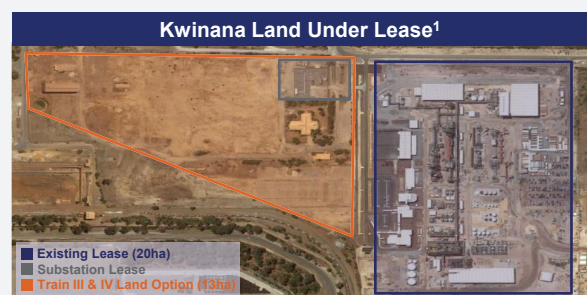 Kwinana Land Under Lease¹
Existing Lease (20ha)
Substation Lease
Train III & IV Land Option (13ha)